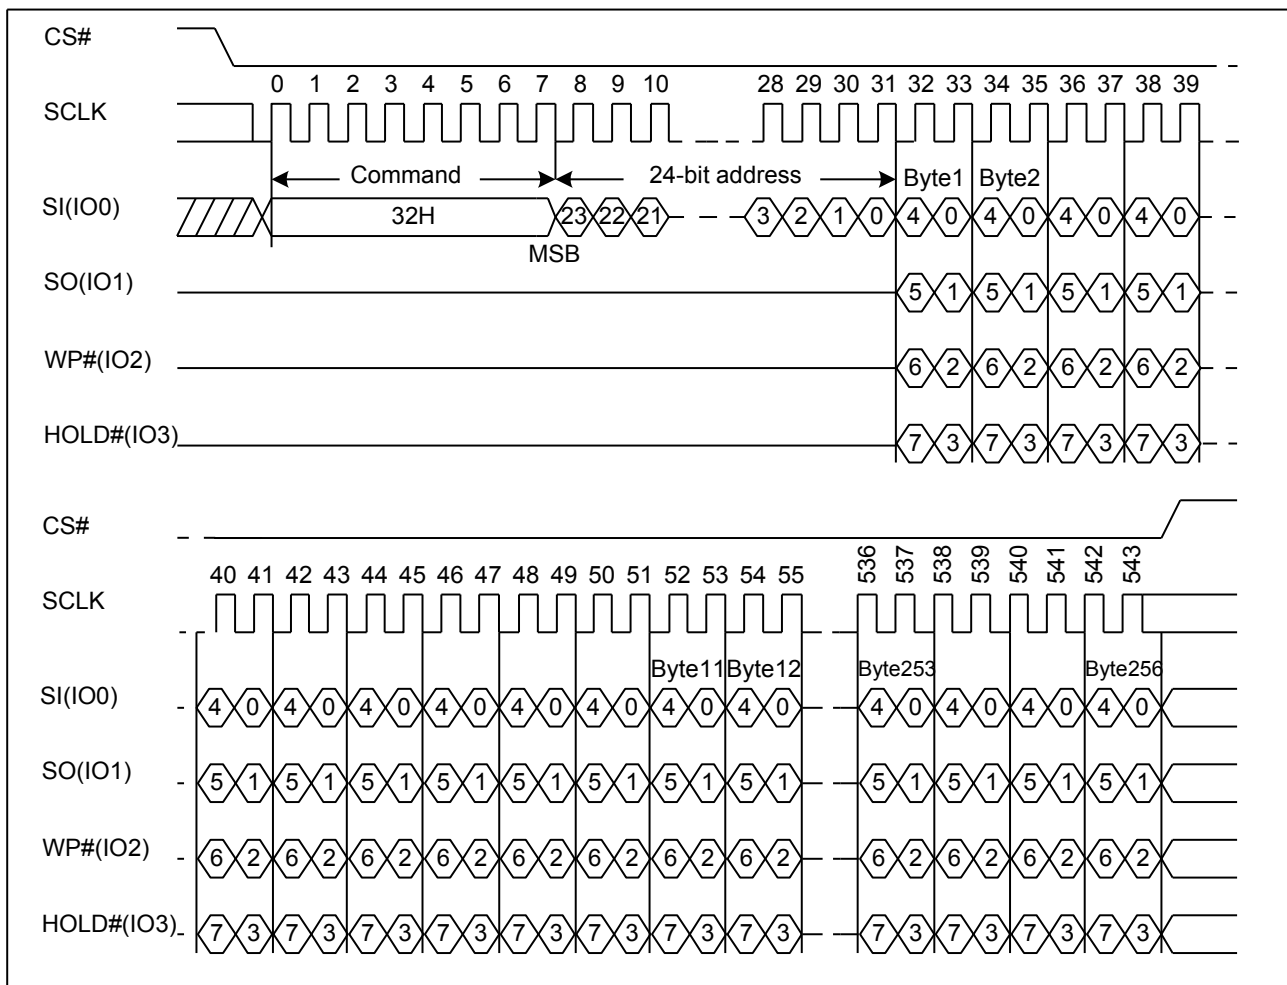 CS#
0 1 2 3 4 5 6 7 8 9 10 28 29 30 31 32 33 34 35 36 37 38 39
SCLK
Command 24-bit address Byte1 Byte2
SI(IO0) 32H 23 22 21 3 2 1 0 4 0 4 0 4 0 4 0
MSB
SO(IO1) 5 1 5 1 5 1 5 1
WP#(IO2) 6 2 6 2 6 2 6 2
HOLD#(IO3) 7 3 7 3 7 3 7 3
CS#
40 41 42 43 44 45 46 47 48 49 50 51 52 53 54 55 536 537 538 539 540 541 542 543
SCLK
Byte11 Byte12 Byte253 Byte256
SI(IO0) 4 0 4 0 4 0 4 0 4 0 4 0 4 0 4 0 4 0 4 0 4 0 4 0
SO(IO1) 5 1 5 1 5 1 5 1 5 1 5 1 5 1 5 1 5 1 5 1 5 1 5 1
WP#(IO2) 6 2 6 2 6 2 6 2 6 2 6 2 6 2 6 2 6 2 6 2 6 2 6 2
HOLD#(IO3) 7 3 7 3 7 3 7 3 7 3 7 3 7 3 7 3 7 3 7 3 7 3 7 3